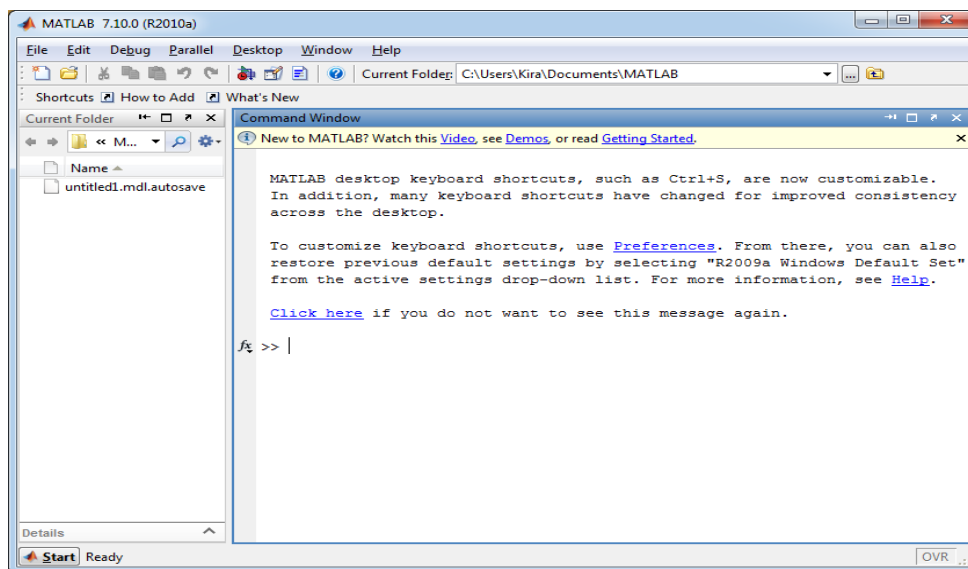 MATLAB 7.10.0 (R2010a)
File Edit Debug Parallel Desktop Window Help
Current Folder: C:\Users\Kira\Documents\MATLAB
Shortcuts How to Add What's New
Current Folder
« M...
Name
untitled1.mdl.autosave
Details
Command Window
New to MATLAB? Watch this Video, see Demos, or read Getting Started.
MATLAB desktop keyboard shortcuts, such as Ctrl+S, are now customizable.
In addition, many keyboard shortcuts have changed for improved consistency
across the desktop.
To customize keyboard shortcuts, use Preferences. From there, you can also
restore previous default settings by selecting "R2009a Windows Default Set"
from the active settings drop-down list. For more information, see Help.
Click here if you do not want to see this message again.
fx >>
Start Ready
OVR